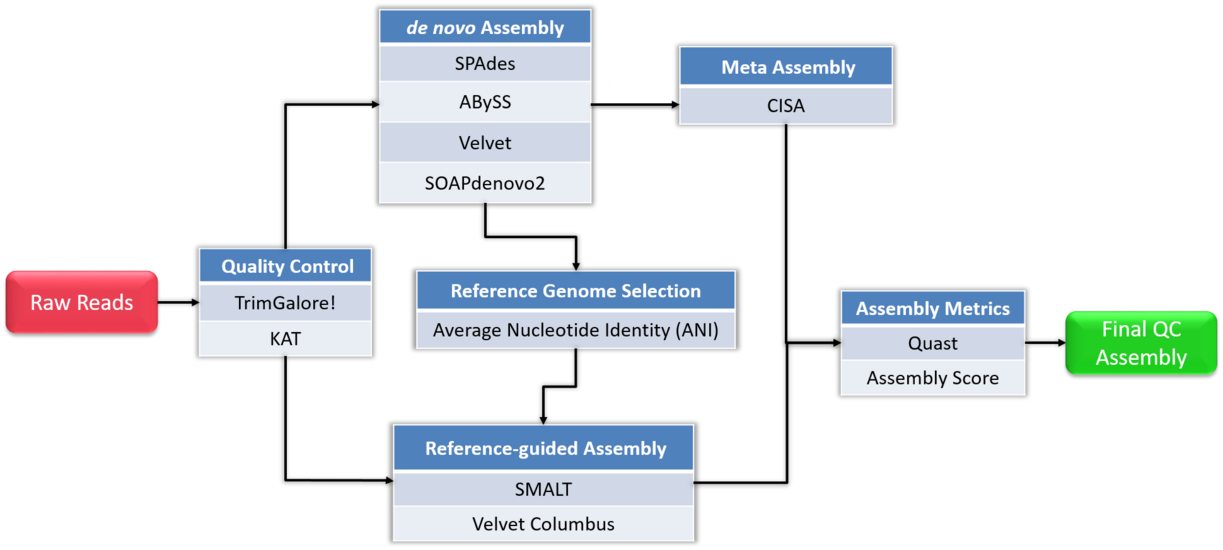 de novo Assembly
SPAdes
ABySS
Velvet
SOAPdenovo2
Meta Assembly
CISA
Quality Control
TrimGalore!
KAT
Raw Reads
Reference Genome Selection
Average Nucleotide Identity (ANI)
Assembly Metrics
Quast
Assembly Score
Final QC
Assembly
Reference-guided Assembly
SMALT
Velvet Columbus